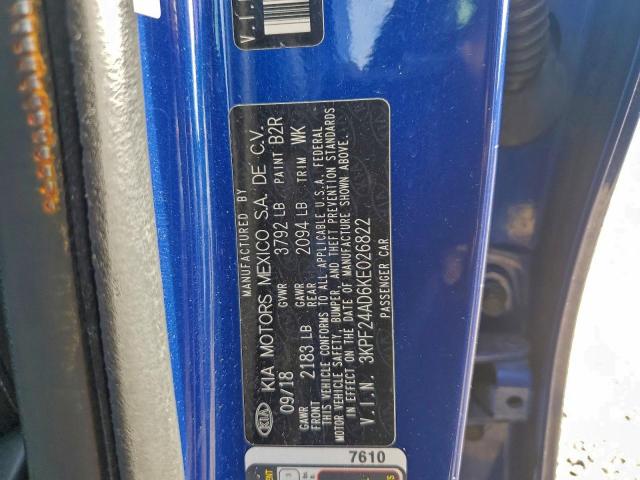 MANUFACTURED BY
KIA KIA MOTORS MEXICO S.A. DE C.V.
09/18 GVWR 3792 LB PAINT B2R
GAWR FRONT 2183 LB GAWR REAR 2094 LB TRIM WK
THIS VEHICLE CONFORMS TO ALL APPLICABLE U.S.A. FEDERAL
MOTOR VEHICLE SAFETY, BUMPER, AND THEFT PREVENTION STANDARDS
IN EFFECT ON THE DATE OF MANUFACTURE SHOWN ABOVE.
V.I.N. 3KPF24AD6KE026822
PASSENGER CAR
V.I.
7610